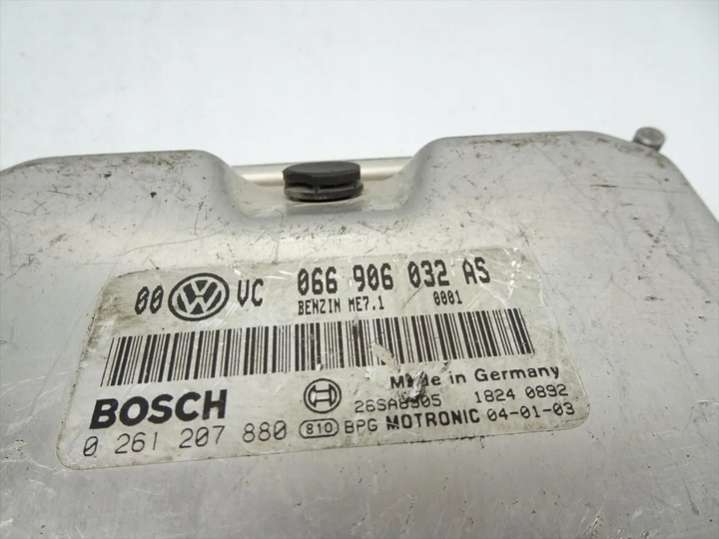 00 VW VC 066 906 032 AS
BENZIN ME7.1 0001
Made in Germany
BOSCH 1824 0892
0 261 207 880 810 BPG MOTRONIC 04-01-03